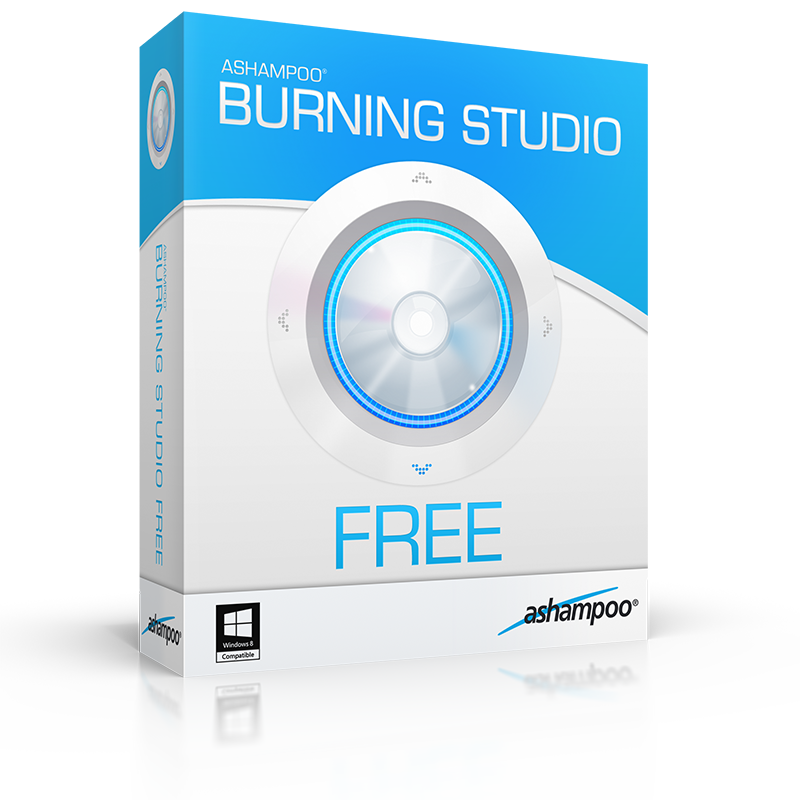 ASHAMPOO®
BURNING STUDIO
FREE
Windows 8
Compatible
ashampoo®
ASHAMPOO
BURNING STUDIO FREE
ashampoo®